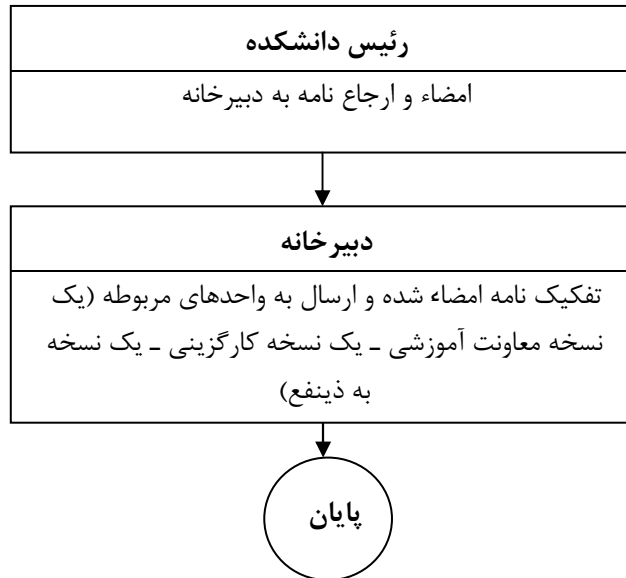 رئیس دانشکده
امضاء و ارجاع نامه به دبیرخانه
دبیرخانه
تفکیک نامه امضاء شده و ارسال به واحدهای مربوطه (یک
نسخه معاونت آموزشی – یک نسخه کارگزینی – یک نسخه
به ذینفع)
پایان